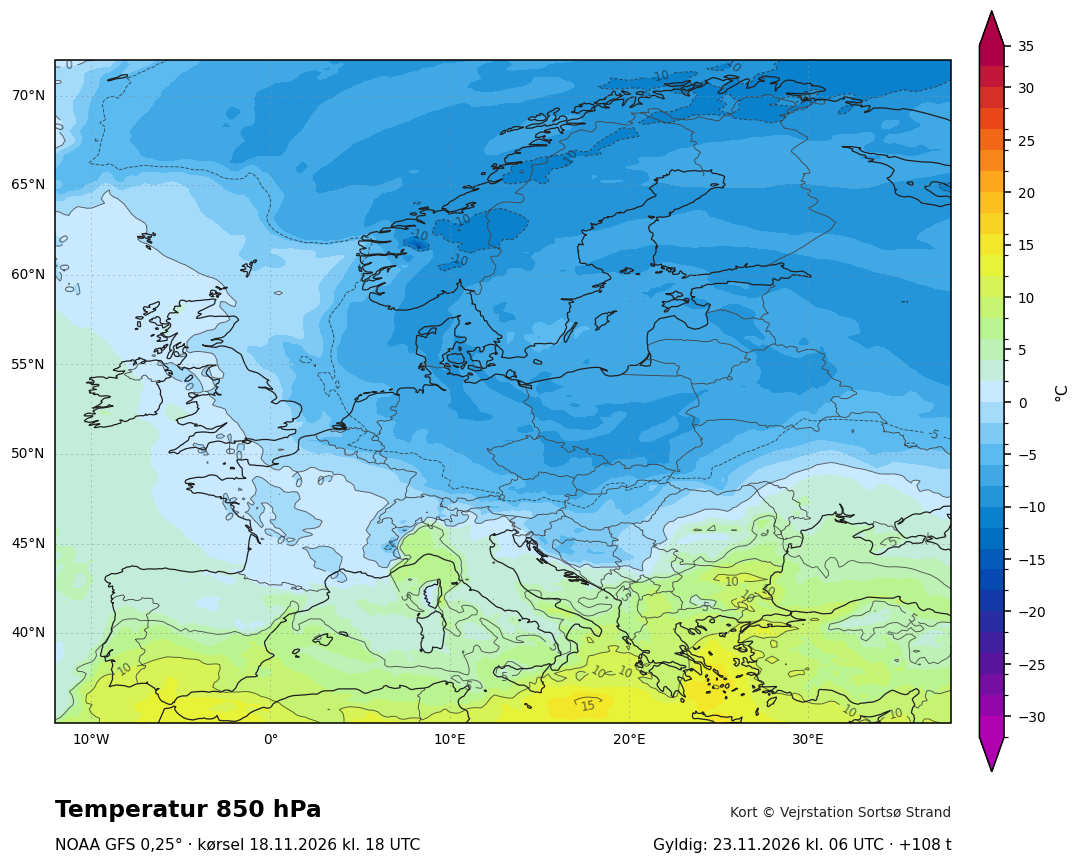 35
30
25
20
15
10
5
0
−5
−10
−15
−20
−25
−30
°C
70°N
65°N
60°N
55°N
50°N
45°N
40°N
10°W
0°
10°E
20°E
30°E
Temperatur 850 hPa
Kort © Vejrstation Sortsø Strand
NOAA GFS 0,25° · kørsel 18.11.2026 kl. 18 UTC
Gyldig: 23.11.2026 kl. 06 UTC · +108 t